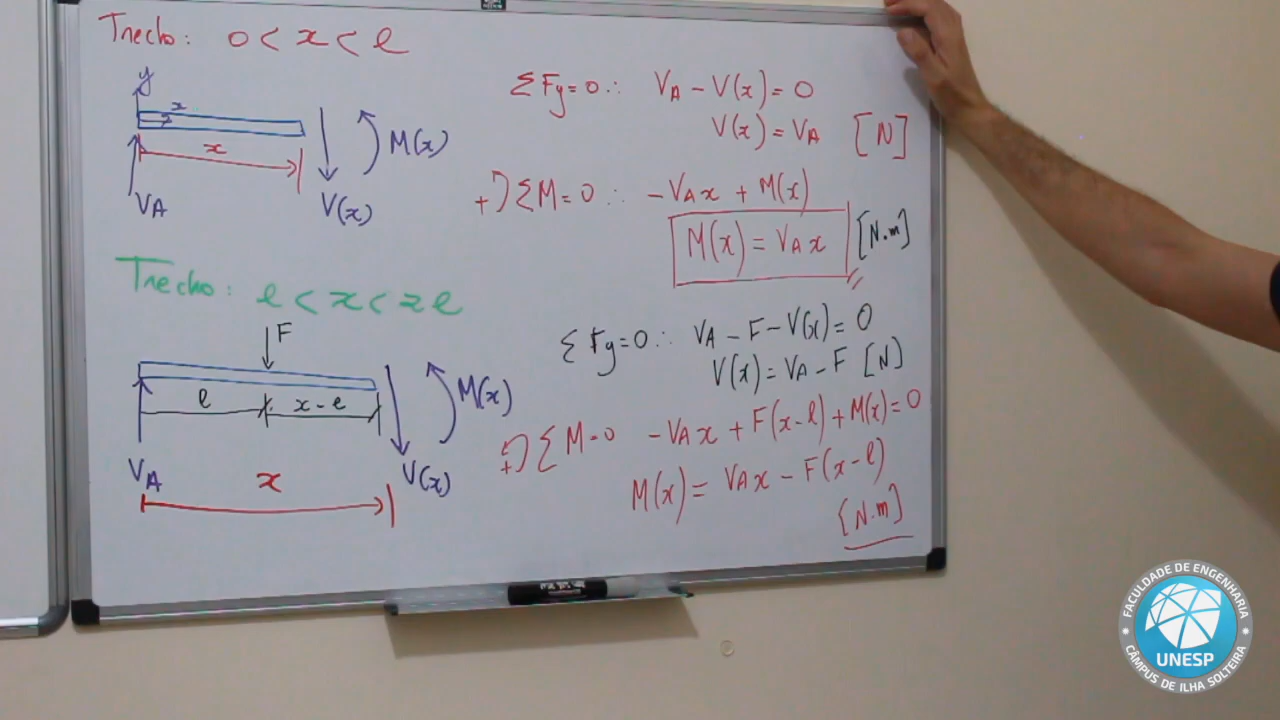 Trecho: 0 < x < l
y
x
x
M(x)
VA
V(x)
ΣFy=0 ∴ VA - V(x) = 0
V(x) = VA [N]
+) ΣM=0 ∴ -VA x + M(x)
M(x) = VA x [N.m]
Trecho: l < x < 2l
F
l
x-l
M(x)
VA
x
V(x)
ΣFy=0 ∴ VA - F - V(x) = 0
V(x) = VA - F [N]
+) ΣM=0 -VA x + F(x-l) + M(x) = 0
M(x) = VA x - F(x-l)
[N.m]
FACULDADE DE ENGENHARIA
UNESP
CÂMPUS DE ILHA SOLTEIRA